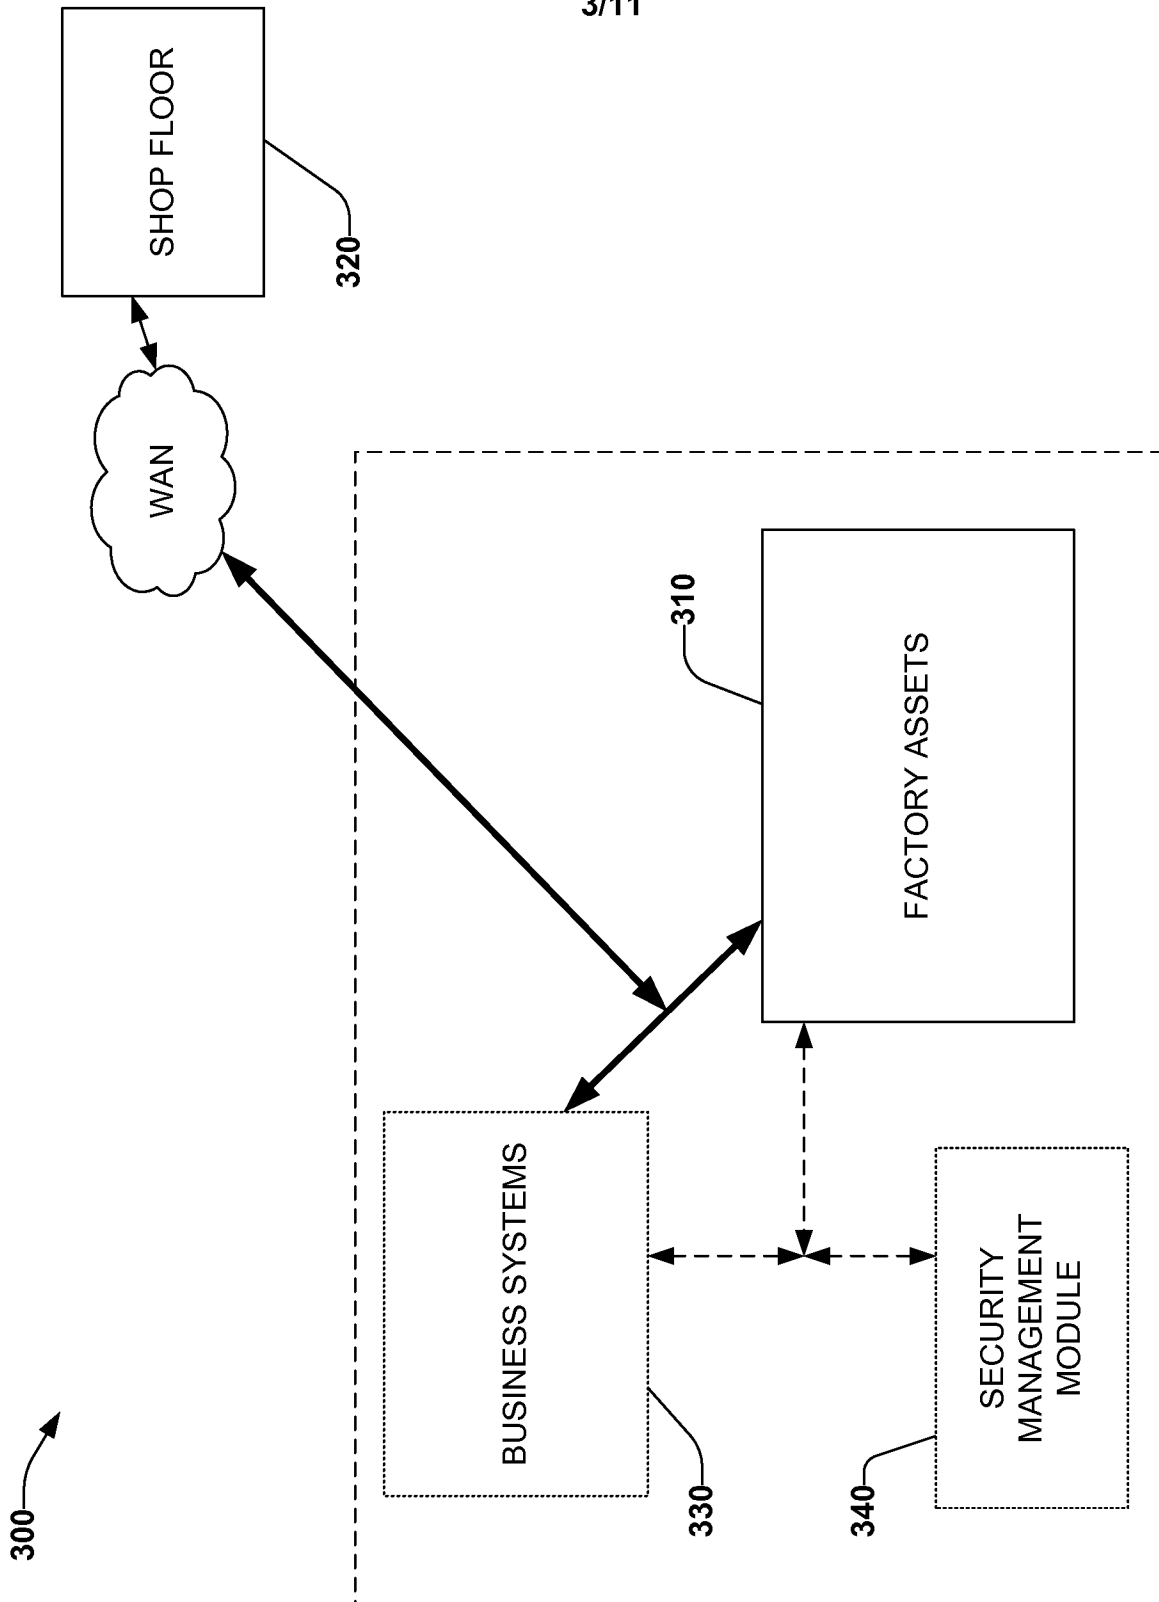 3/11
300
SHOP FLOOR
320
WAN
310
FACTORY ASSETS
BUSINESS SYSTEMS
330
SECURITY
MANAGEMENT
MODULE
340